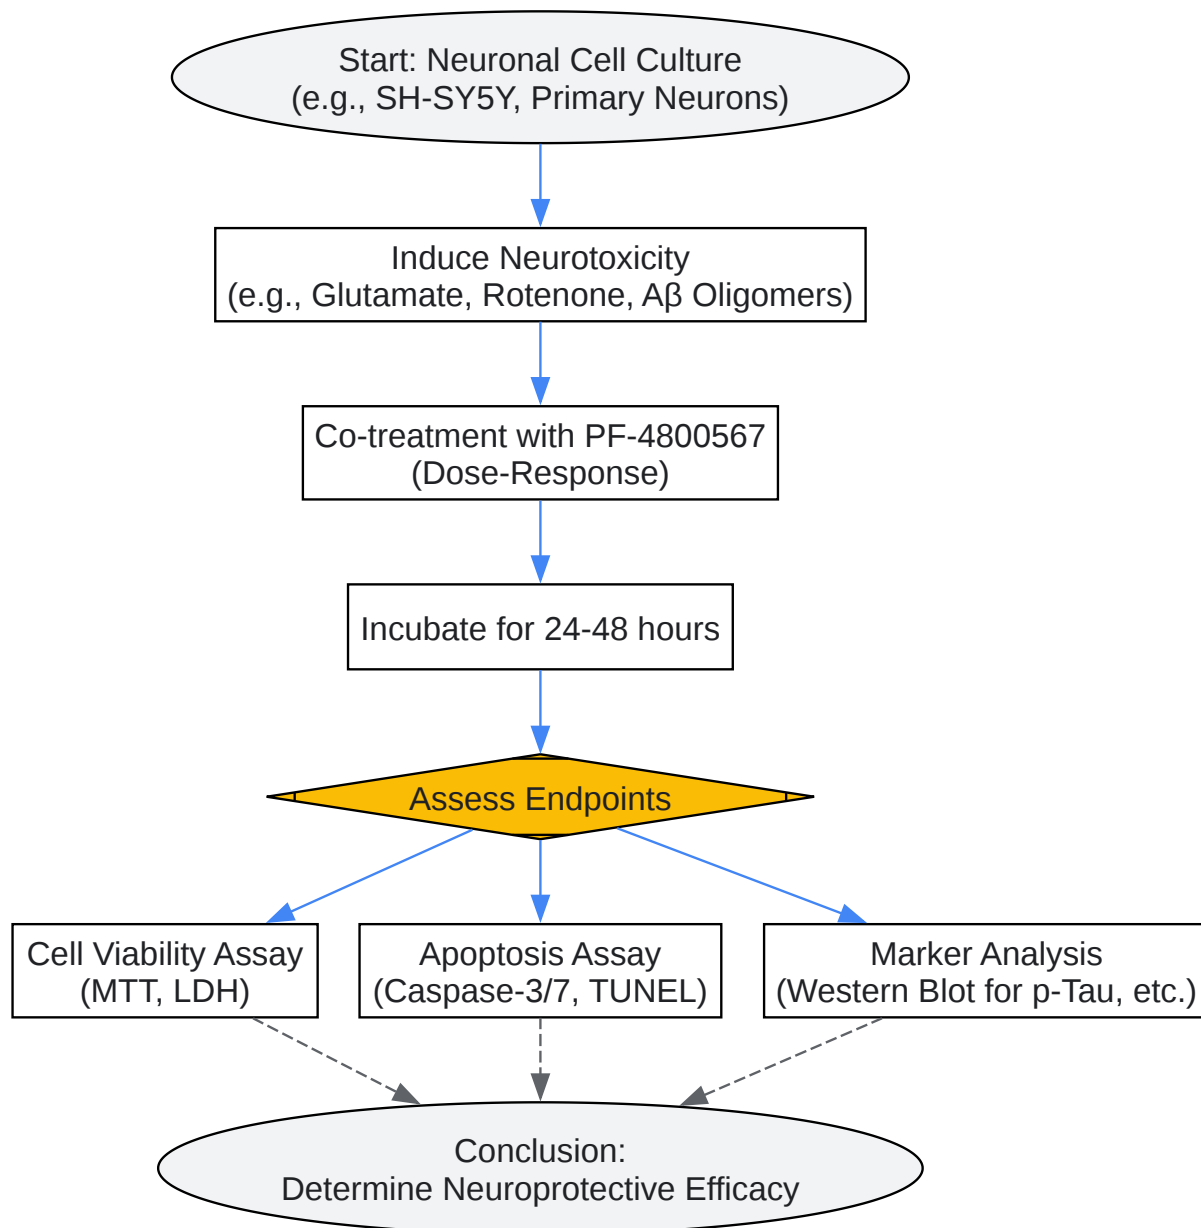 Start: Neuronal Cell Culture
(e.g., SH-SY5Y, Primary Neurons)
Induce Neurotoxicity
(e.g., Glutamate, Rotenone, Aβ Oligomers)
Co-treatment with PF-4800567
(Dose-Response)
Incubate for 24-48 hours
Assess Endpoints
Cell Viability Assay
(MTT, LDH)
Apoptosis Assay
(Caspase-3/7, TUNEL)
Marker Analysis
(Western Blot for p-Tau, etc.)
Conclusion:
Determine Neuroprotective Efficacy